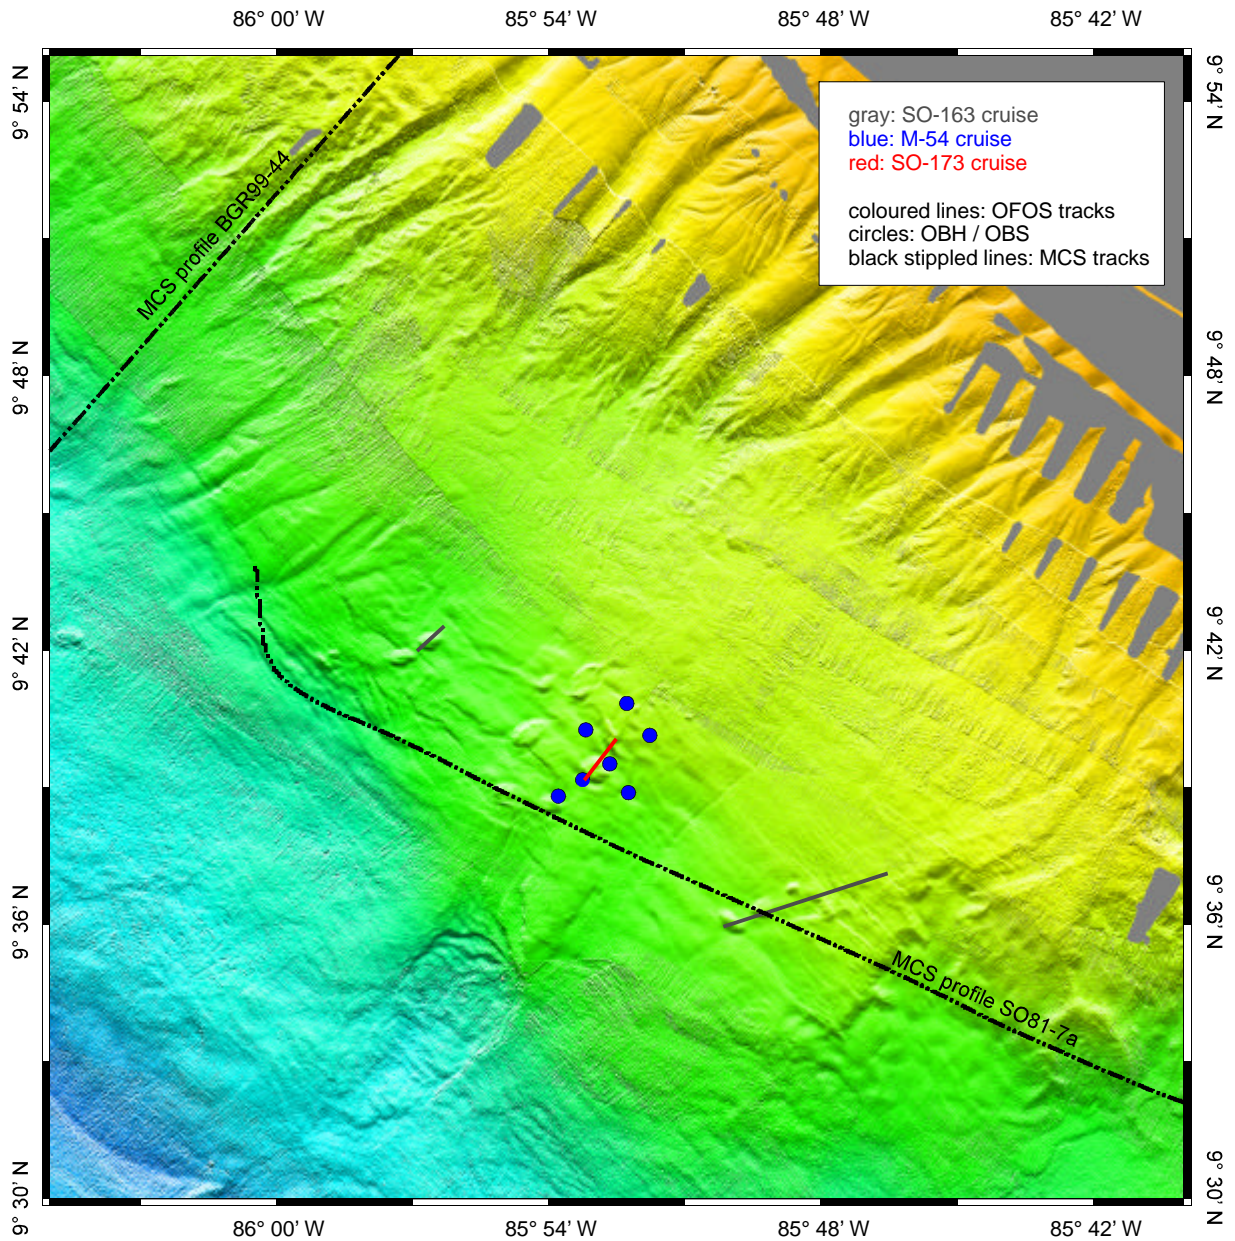 86° 00’ W
85° 54’ W
85° 48’ W
85° 42’ W
9° 54’ N
9° 54’ N
gray: SO-163 cruise
blue: M-54 cruise
red: SO-173 cruise
coloured lines: OFOS tracks
circles: OBH / OBS
black stippled lines: MCS tracks
MCS profile BGR99-44
9° 48’ N
9° 48’ N
9° 42’ N
9° 42’ N
9° 36’ N
9° 36’ N
MCS profile SO81-7a
9° 30’ N
9° 30’ N
86° 00’ W
85° 54’ W
85° 48’ W
85° 42’ W